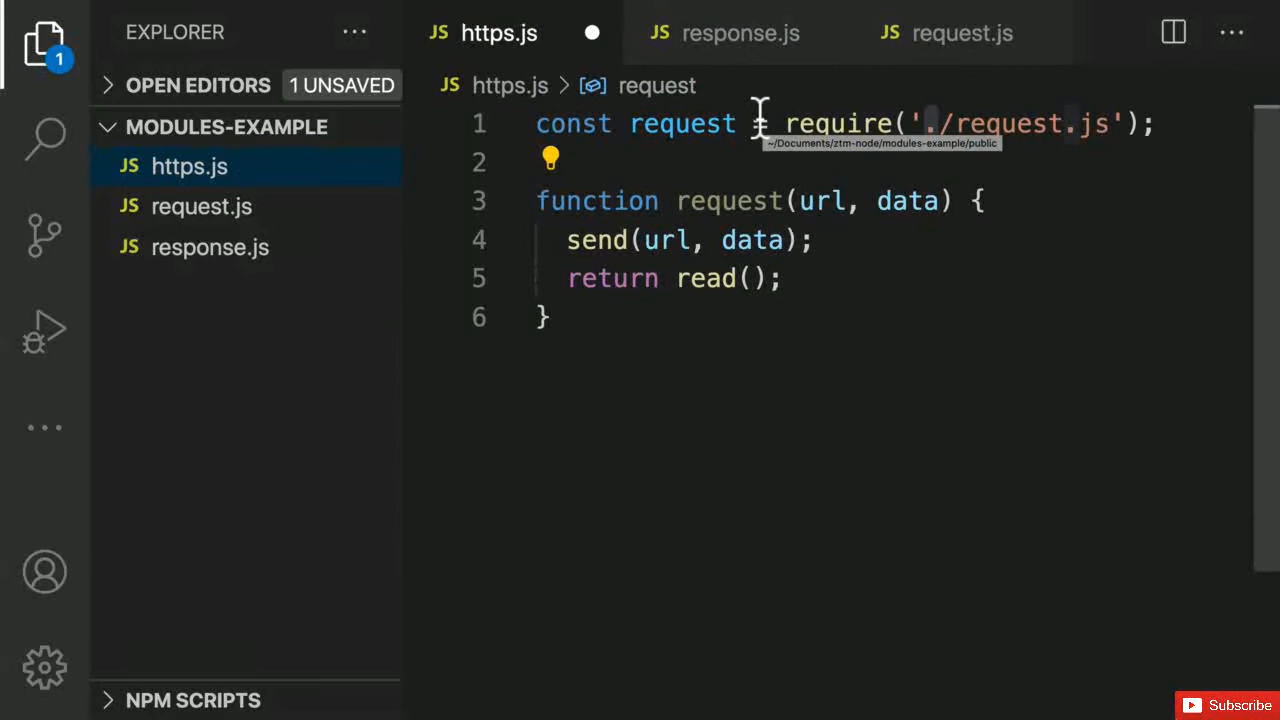 EXPLORER ...
JS https.js
JS response.js
JS request.js
...
OPEN EDITORS 1 UNSAVED
JS https.js > request
MODULES-EXAMPLE
JS https.js
JS request.js
JS response.js
1
...
1 const request = require('./request.js');
~/Documents/ztm-node/modules-example/public
2
3 function request(url, data) {
4 send(url, data);
5 return read();
6 }
NPM SCRIPTS
Subscribe